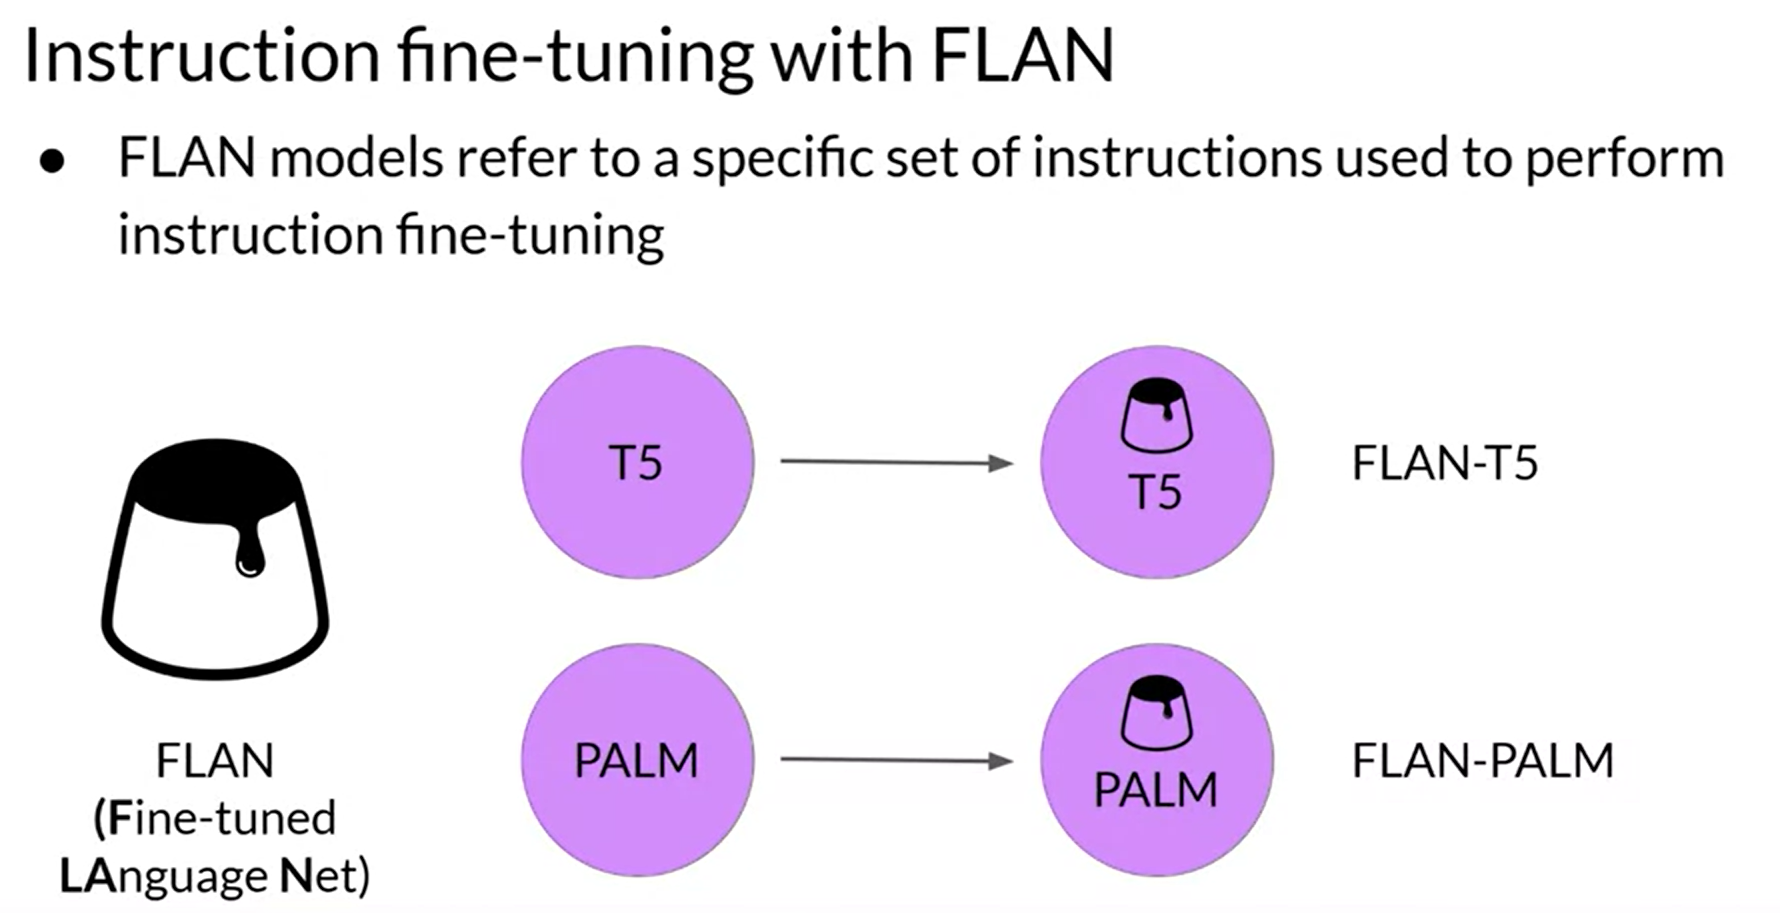 Instruction fine-tuning with FLAN
● FLAN models refer to a specific set of instructions used to perform
instruction fine-tuning
T5
T5
FLAN-T5
PALM
PALM
FLAN-PALM
FLAN
(Fine-tuned
LAnguage Net)